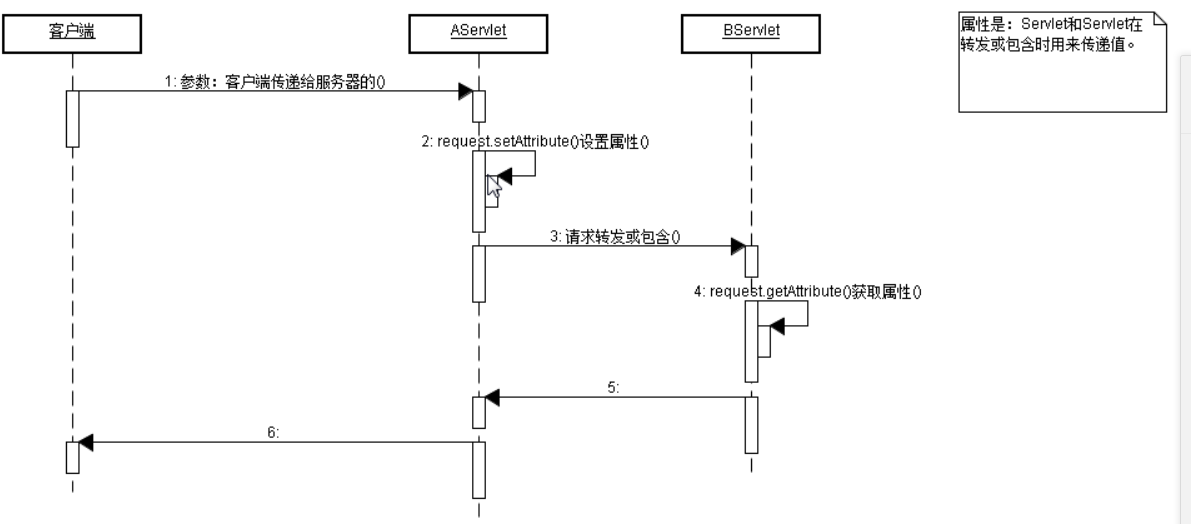 客户端
AServlet
BServlet
属性是：Servlet和Servlet在
转发或包含时用来传递值。
1: 参数：客户端传递给服务器的()
2: request.setAttribute()设置属性()
3: 请求转发或包含()
4: request.getAttribute()获取属性()
5:
6: